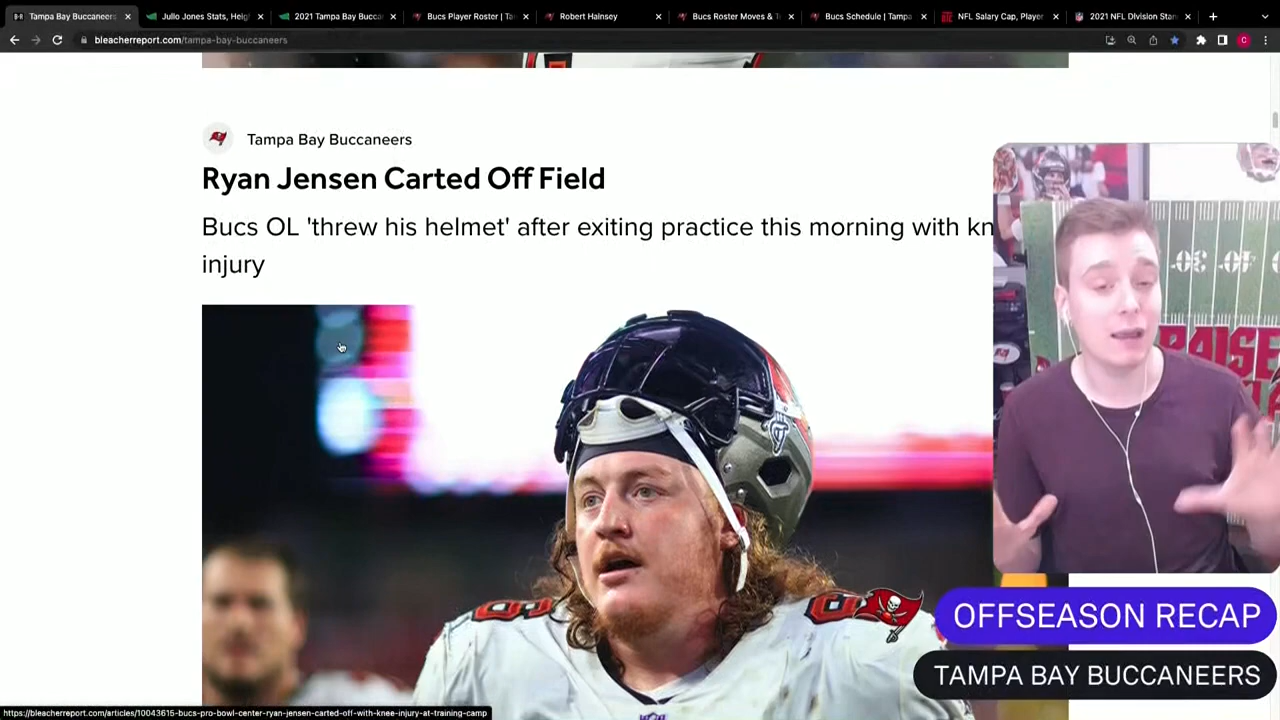 Tampa Bay Buccaneers
Julio Jones Stats, Heig
2021 Tampa Bay Bucca
Bucs Player Roster | Ta
Robert Hainsey
Bucs Roster Moves & T
Bucs Schedule | Tampa
NFL Salary Cap, Player
2021 NFL Division Stan
bleacherreport.com/tampa-bay-buccaneers
Tampa Bay Buccaneers
Ryan Jensen Carted Off Field
Bucs OL 'threw his helmet' after exiting practice this morning with kn
injury
RAISE
OFFSEASON RECAP
TAMPA BAY BUCCANEERS
https://bleacherreport.com/articles/10043615-bucs-pro-bowl-center-ryan-jensen-carted-off-with-knee-injury-at-training-camp